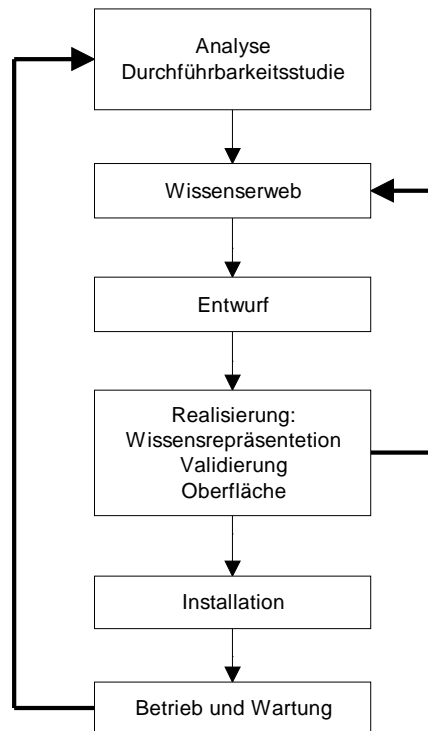 Analyse
Durchführbarkeitsstudie
Wissenserweb
Entwurf
Realisierung:
Wissensrepräsentetion
Validierung
Oberfläche
Installation
Betrieb und Wartung